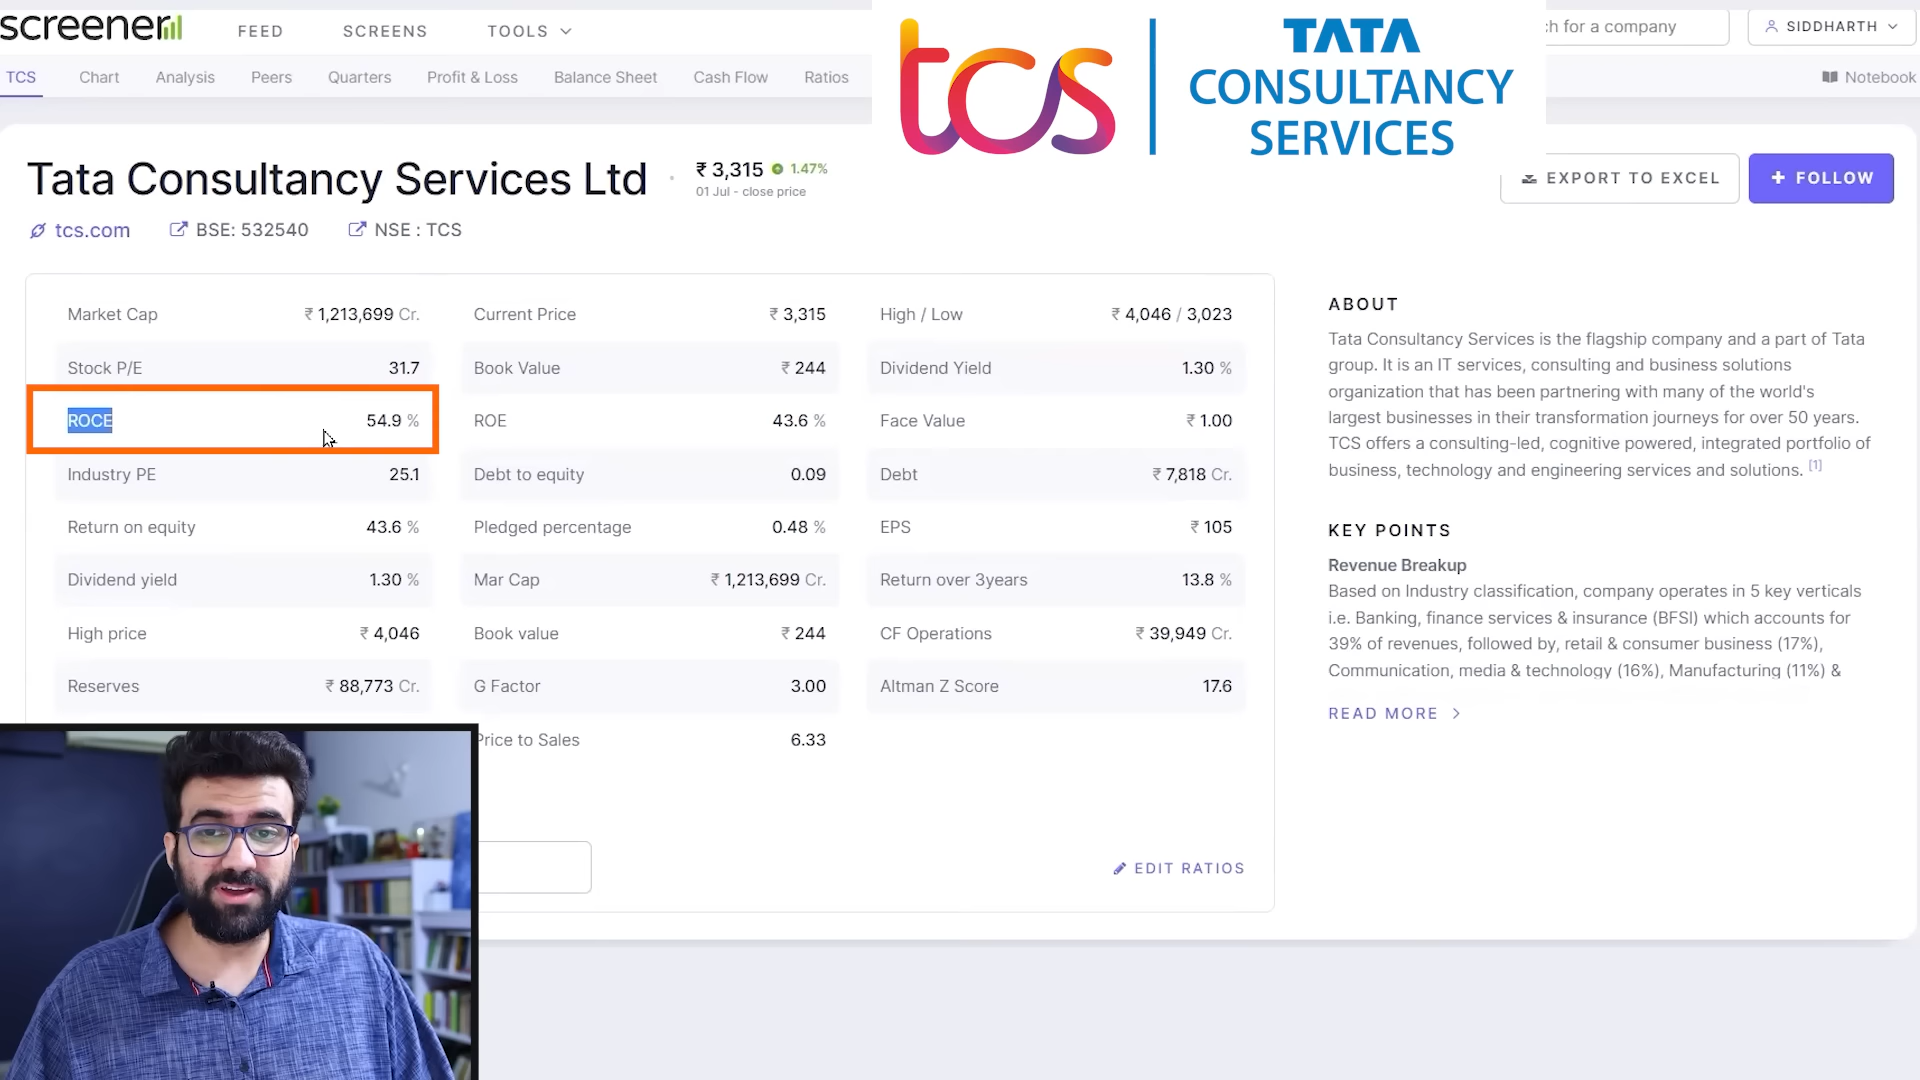 screener
FEED
SCREENS
TOOLS
ch for a company
SIDDHARTH
TCS
Chart
Analysis
Peers
Quarters
Profit & Loss
Balance Sheet
Cash Flow
Ratios
Notebook
tcs
TATA
CONSULTANCY
SERVICES
Tata Consultancy Services Ltd
₹ 3,315 1.47%
01 Jul - close price
EXPORT TO EXCEL
+ FOLLOW
tcs.com
BSE: 532540
NSE : TCS
Market Cap ₹ 1,213,699 Cr.
Current Price ₹ 3,315
High / Low ₹ 4,046 / 3,023
Stock P/E 31.7
Book Value ₹ 244
Dividend Yield 1.30 %
ROCE 54.9 %
ROE 43.6 %
Face Value ₹ 1.00
Industry PE 25.1
Debt to equity 0.09
Debt ₹ 7,818 Cr.
Return on equity 43.6 %
Pledged percentage 0.48 %
EPS ₹ 105
Dividend yield 1.30 %
Mar Cap ₹ 1,213,699 Cr.
Return over 3years 13.8 %
High price ₹ 4,046
Book value ₹ 244
CF Operations ₹ 39,949 Cr.
Reserves ₹ 88,773 Cr.
G Factor 3.00
Altman Z Score 17.6
Price to Sales 6.33
EDIT RATIOS
ABOUT
Tata Consultancy Services is the flagship company and a part of Tata
group. It is an IT services, consulting and business solutions
organization that has been partnering with many of the world's
largest businesses in their transformation journeys for over 50 years.
TCS offers a consulting-led, cognitive powered, integrated portfolio of
business, technology and engineering services and solutions. [1]
KEY POINTS
Revenue Breakup
Based on Industry classification, company operates in 5 key verticals
i.e. Banking, finance services & insurance (BFSI) which accounts for
39% of revenues, followed by, retail & consumer business (17%),
Communication, media & technology (16%), Manufacturing (11%) &
READ MORE